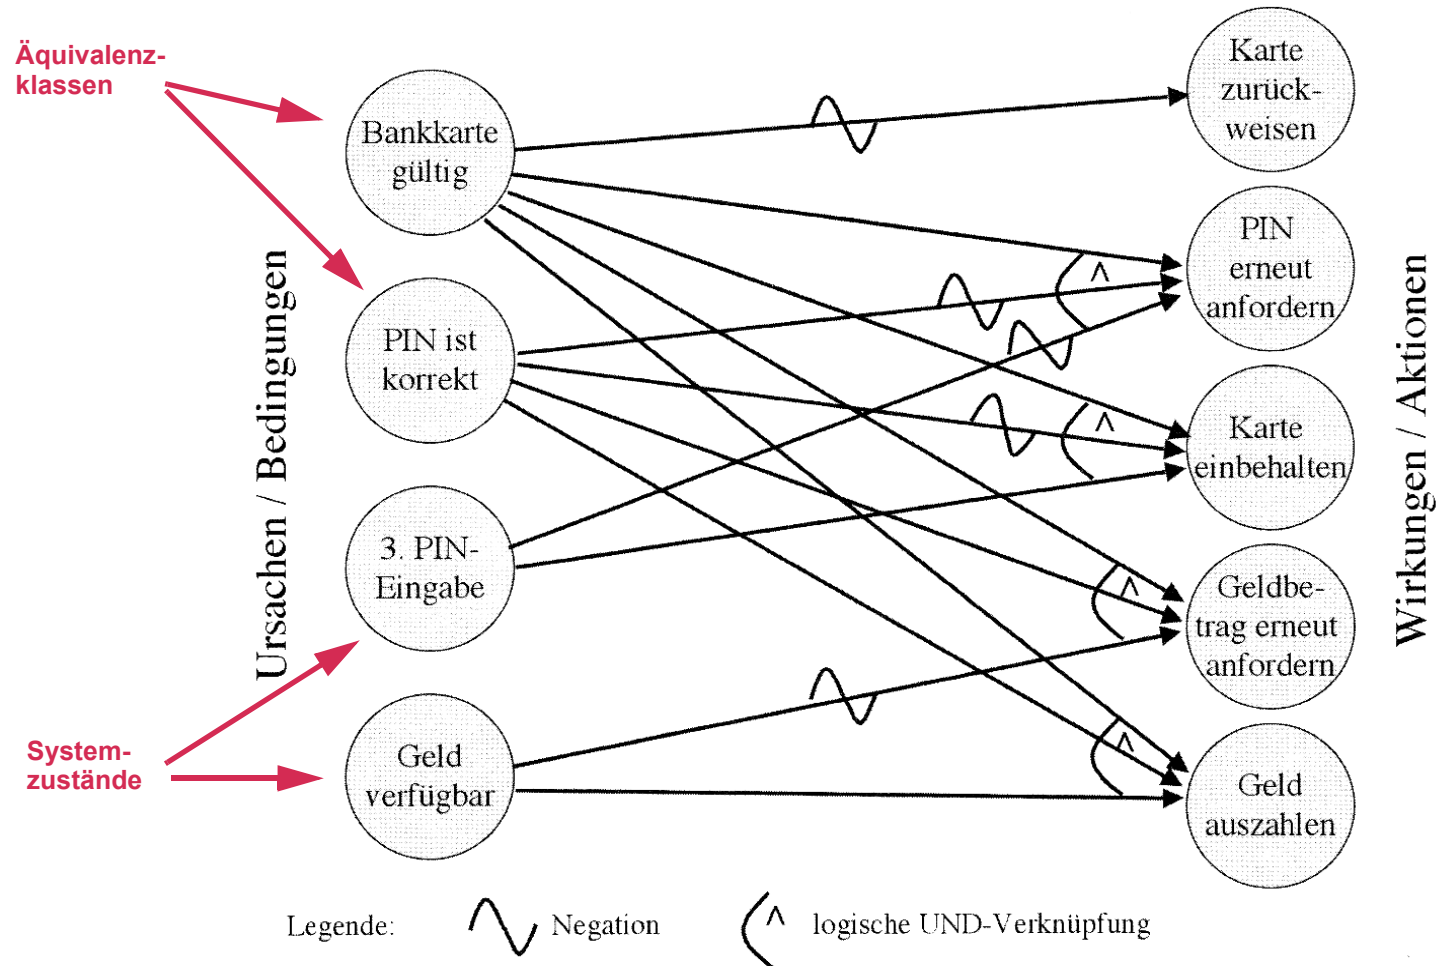 Äquivalenz-
klassen
Ursachen / Bedingungen
System-
zustände
Bankkarte
gültig
PIN ist
korrekt
3. PIN-
Eingabe
Geld
verfügbar
^
^
^
^
Karte
zurück-
weisen
PIN
erneut
anfordern
Karte
einbehalten
Geldbe-
trag erneut
anfordern
Geld
auszahlen
Wirkungen / Aktionen
Legende:
Negation
^
logische UND-Verknüpfung